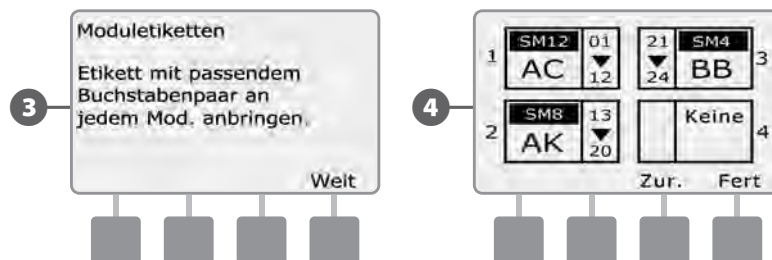 3
Moduletiketten
Etikett mit passendem
Buchstabenpaar an
jedem Mod. anbringen.
Weit
4
1
SM12
AC
01
12
21
24
SM4
BB
3
2
SM8
AK
13
20
Keine
4
Zur. Fert